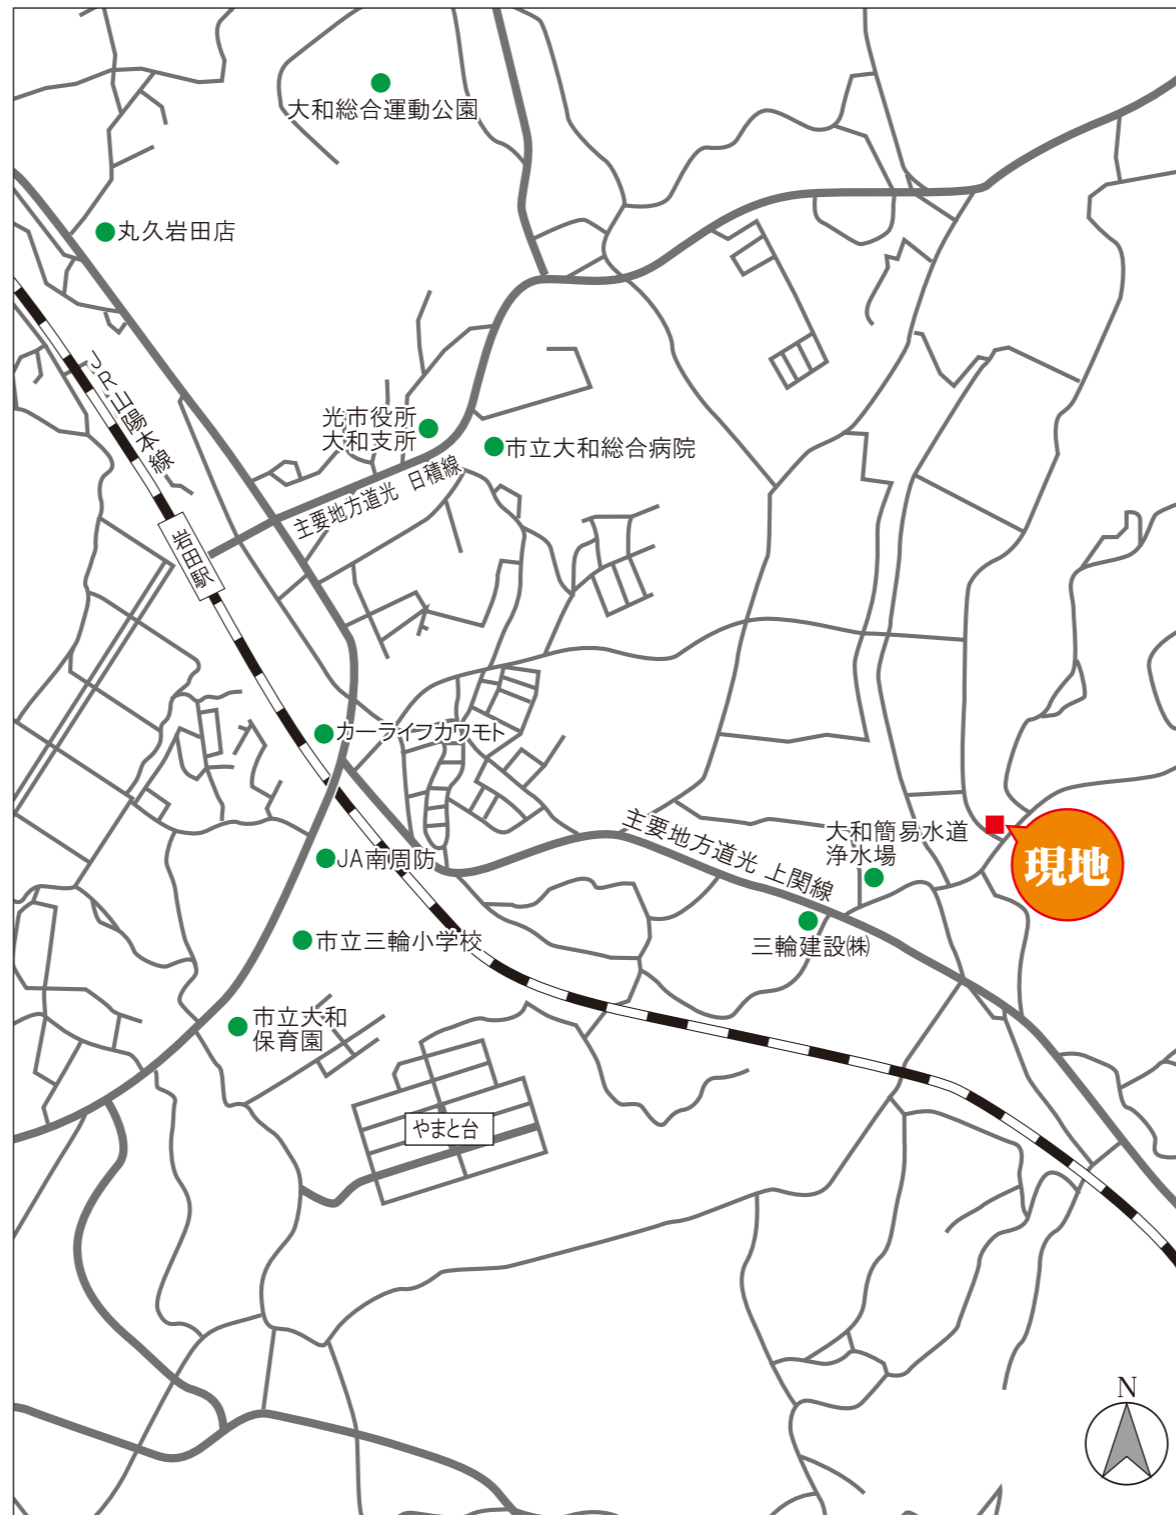 大和総合運動公園
丸久岩田店
JR山陽本線
光市役所
大和支所
市立大和総合病院
主要地方道光 日積線
岩田駅
カーライフカワモト
主要地方道光 上関線
大和簡易水道
浄水場
現地
JA南周防
三輪建設㈱
市立三輪小学校
市立大和
保育園
やまと台
N